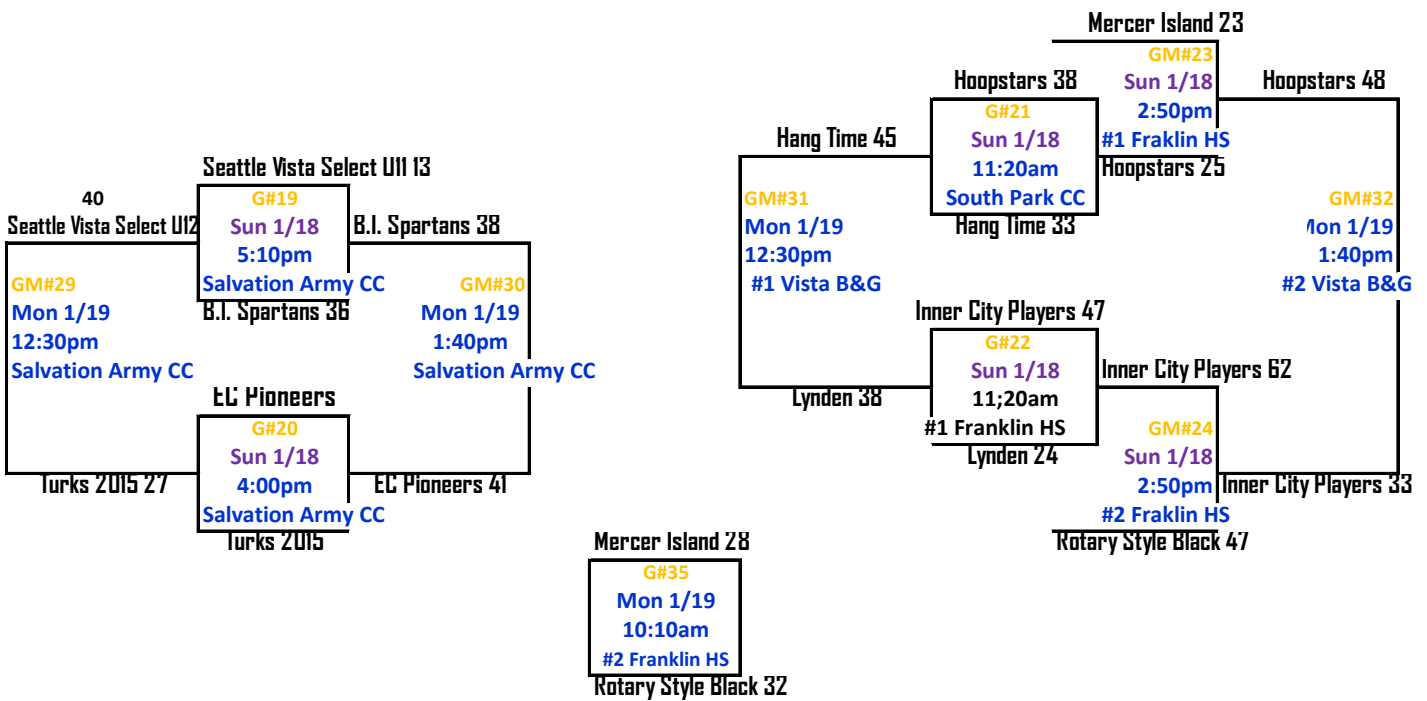 Mercer Island 23
GM#23
Sun 1/18
2:50pm
#1 Fraklin HS
Hoopstars 25
Hoopstars 38
G#21
Sun 1/18
11:20am
South Park CC
Hang Time 33
Hoopstars 48
Hang Time 45
GM#31
Mon 1/19
12:30pm
#1 Vista B&G
Lynden 38
GM#32
Mon 1/19
1:40pm
#2 Vista B&G
Inner City Players 33
Inner City Players 47
G#22
Sun 1/18
11;20am
#1 Franklin HS
Lynden 24
Inner City Players 62
GM#24
Sun 1/18
2:50pm
#2 Fraklin HS
Rotary Style Black 47
Seattle Vista Select U11 13
G#19
Sun 1/18
5:10pm
Salvation Army CC
B.I. Spartans 36
40
Seattle Vista Select U12
GM#29
Mon 1/19
12:30pm
Salvation Army CC
Turks 2015 27
B.I. Spartans 38
GM#30
Mon 1/19
1:40pm
Salvation Army CC
EC Pioneers 41
EC Pioneers
G#20
Sun 1/18
4:00pm
Salvation Army CC
Turks 2015
Mercer Island 28
G#35
Mon 1/19
10:10am
#2 Franklin HS
Rotary Style Black 32